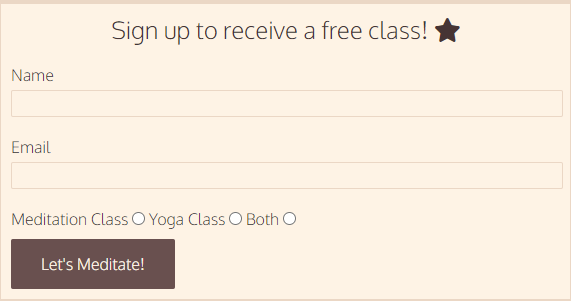 Sign up to receive a free class!
Name
Email
Meditation Class Yoga Class Both
Let's Meditate!